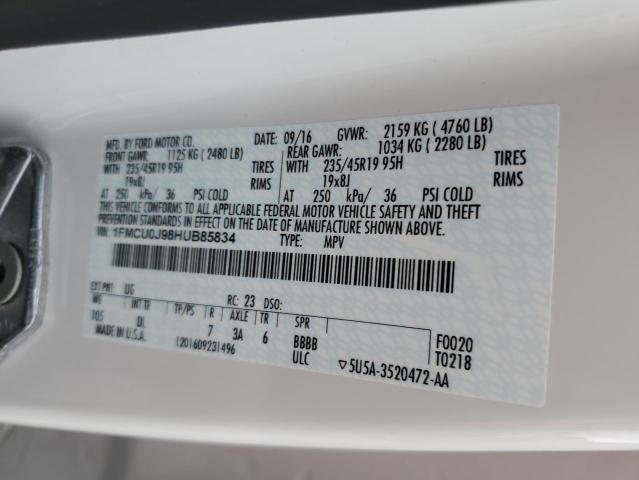 MFD. BY FORD MOTOR CO. DATE: 09/16 GVWR: 2159 KG ( 4760 LB)
FRONT GAWR: 1125 KG ( 2480 LB) REAR GAWR: 1034 KG ( 2280 LB)
WITH 235/45R19 95H TIRES WITH 235/45R19 95H TIRES
19x8J RIMS 19x8J RIMS
AT 250 kPa/ 36 PSI COLD AT 250 kPa/ 36 PSI COLD
THIS VEHICLE CONFORMS TO ALL APPLICABLE FEDERAL MOTOR VEHICLE SAFETY AND THEFT
PREVENTION STANDARDS IN EFFECT ON THE DATE OF MANUFACTURE SHOWN ABOVE.
VIN: 1FMCU0J98HUB85834 TYPE: MPV
EXT PNT: UG RC: 23 DSO:
WB INT TR TP/PS R AXLE TR SPR
105 DL 7 3A 6 BBBB F0020
MADE IN U.S.A. 1201609231496 ULC ▽5U5A-3520472-AA T0218